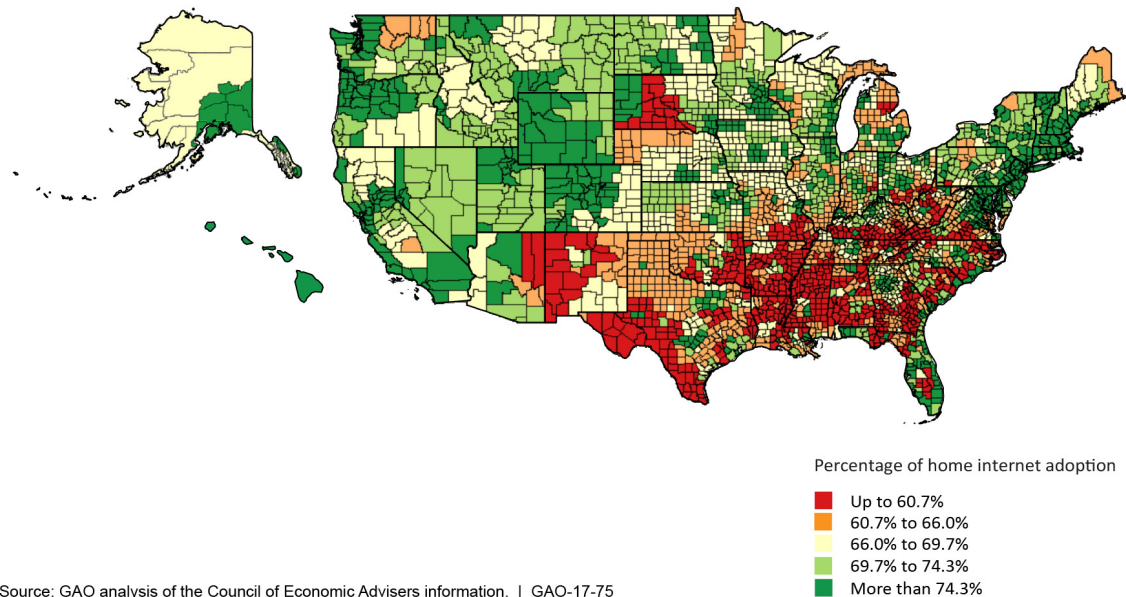 Percentage of home internet adoption
Up to 60.7%
60.7% to 66.0%
66.0% to 69.7%
69.7% to 74.3%
More than 74.3%
Source: GAO analysis of the Council of Economic Advisers information. | GAO-17-75